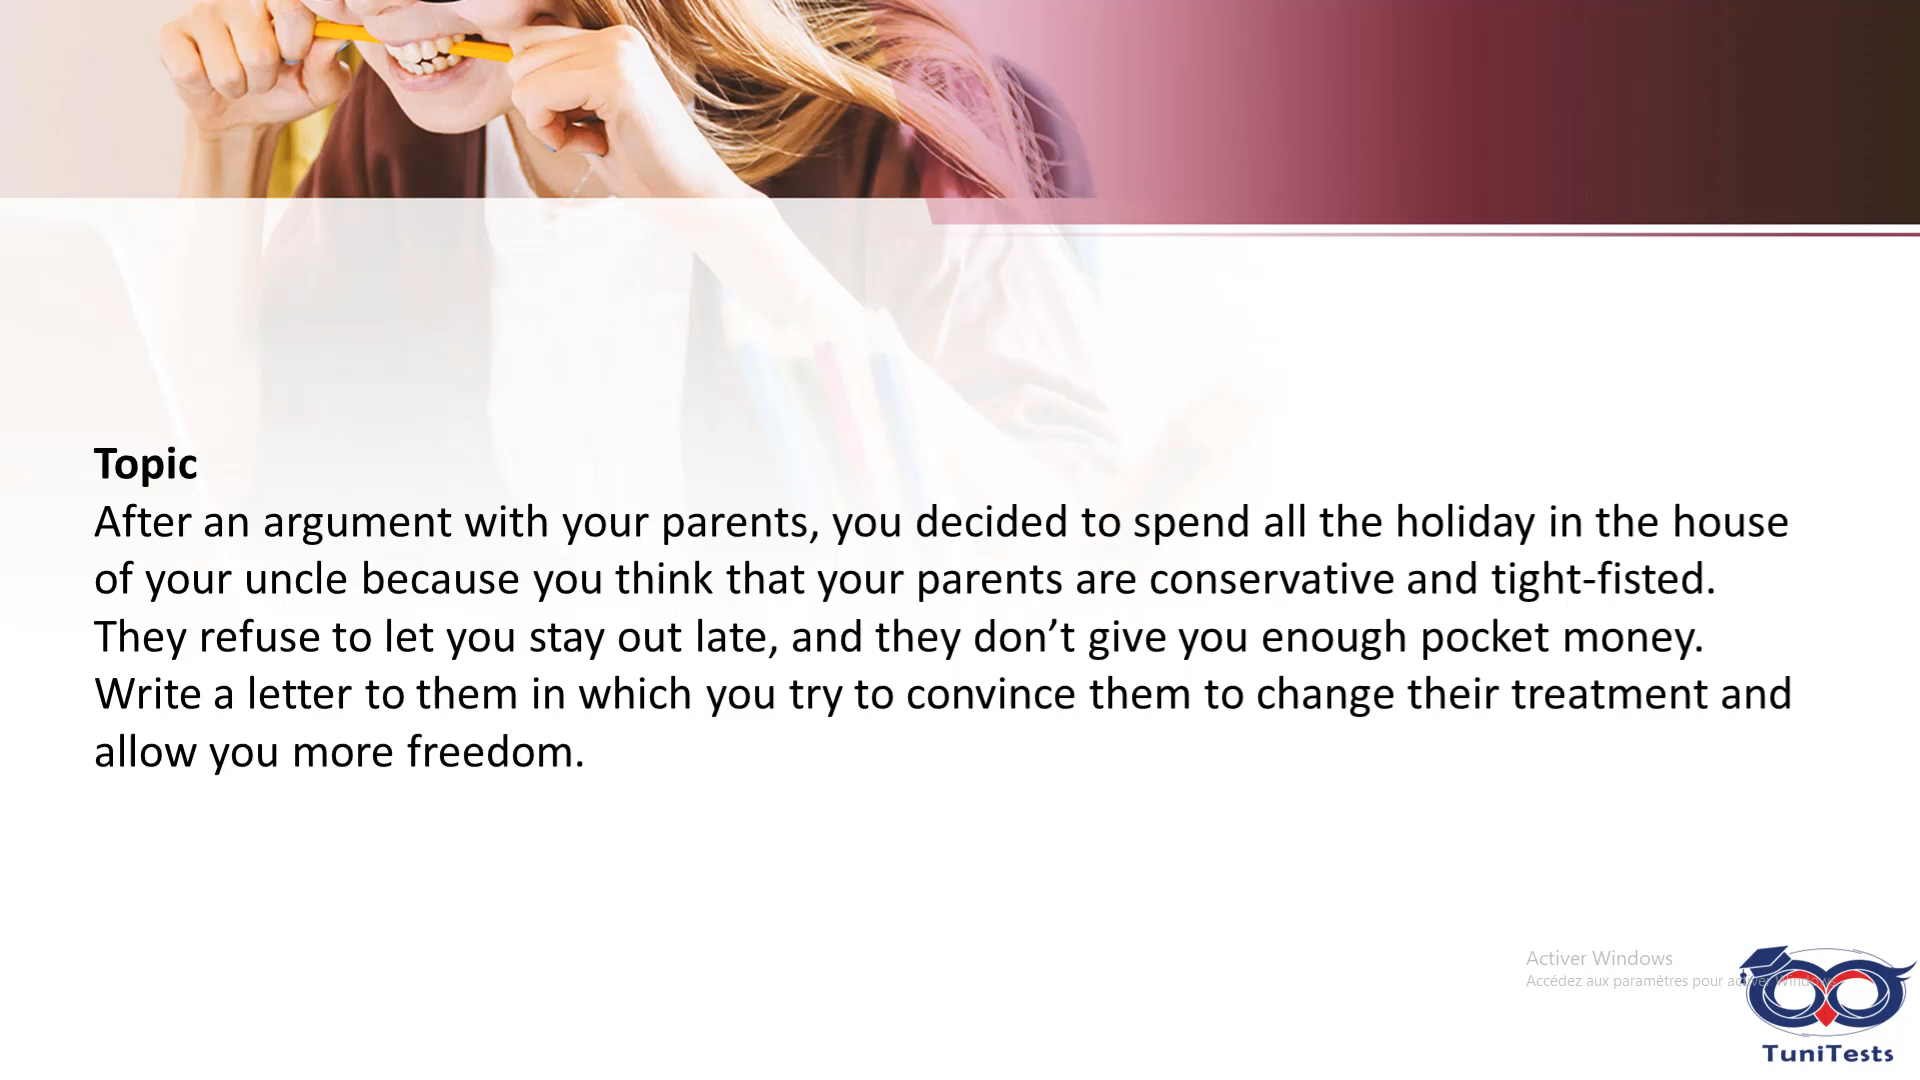 Topic
After an argument with your parents, you decided to spend all the holiday in the house
of your uncle because you think that your parents are conservative and tight-fisted.
They refuse to let you stay out late, and they don’t give you enough pocket money.
Write a letter to them in which you try to convince them to change their treatment and
allow you more freedom.
Activer Windows
Accédez aux paramètres pour activer Windows
TuniTests